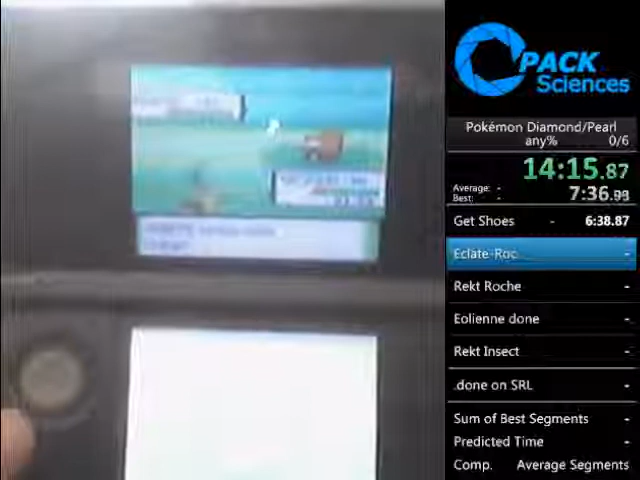 PACK
Sciences
Pokémon Diamond/Pearl
any% 0/6
14:15.87
Average: -
Best: - 7:36.99
Get Shoes - 6:38.87
Eclate-Roc -
Rekt Roche -
Eolienne done -
Rekt Insect -
.done on SRL -
Sum of Best Segments -
Predicted Time -
Comp. Average Segments